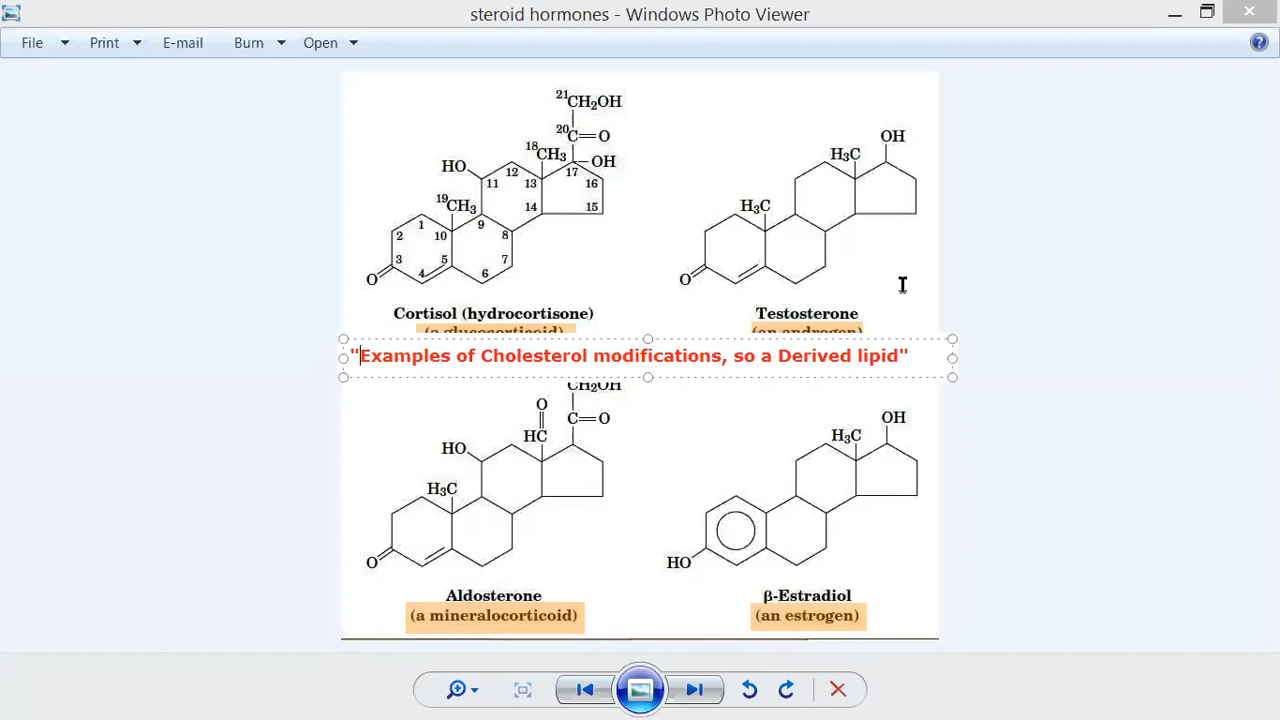 steroid hormones - Windows Photo Viewer
File Print E-mail Burn Open
21
CH2OH
20
C=O
18
CH3
OH
HO
12
17
11
13
16
19
CH3
14
15
1
9
2
10
8
3
5
7
4
6
O
Cortisol (hydrocortisone)
(a glucocorticoid)
OH
H3C
H3C
O
Testosterone
(an androgen)
"Examples of Cholesterol modifications, so a Derived lipid"
CH2OH
O
C=O
HC
HO
H3C
O
Aldosterone
(a mineralocorticoid)
OH
H3C
HO
β-Estradiol
(an estrogen)